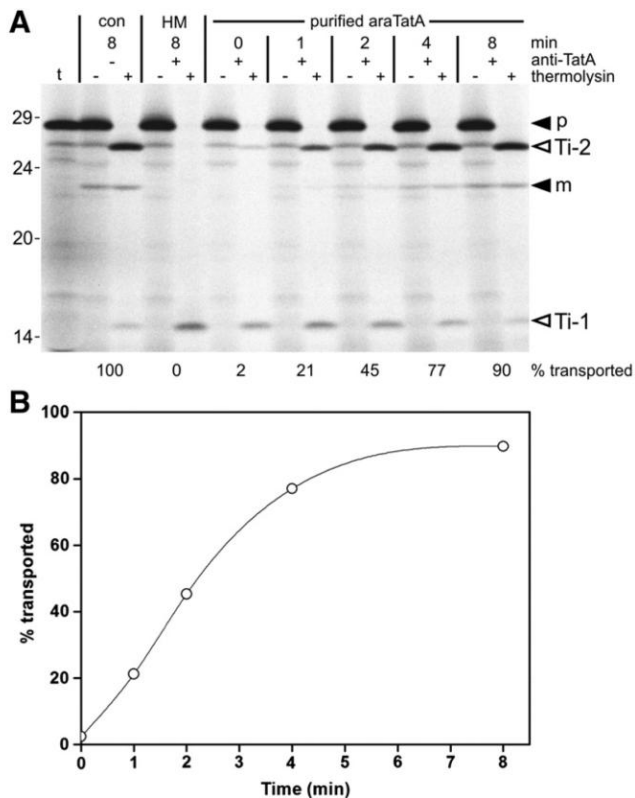 A
con HM purified araTatA
8 8 0 1 2 4 8 min
- + + + + + + anti-TatA
t - + - + - + - + - + - + - + thermolysin
29-
24-
20-
14-
p
Ti-2
m
Ti-1
100 0 2 21 45 77 90 % transported
B
100
80
60
40
20
0
% transported
0 1 2 3 4 5 6 7 8
Time (min)